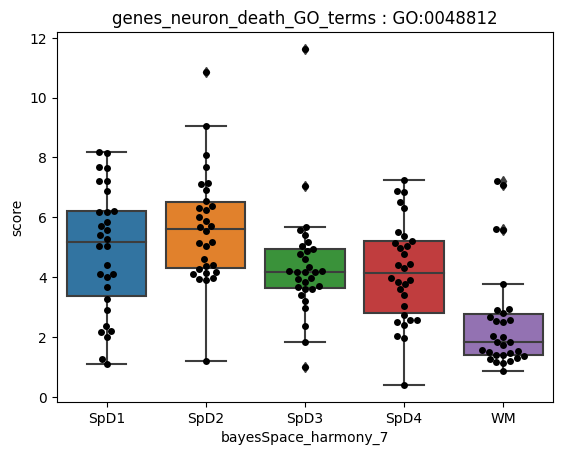 genes_neuron_death_GO_terms : GO:0048812
12
10
8
6
4
2
0
score
SpD1 SpD2 SpD3 SpD4 WM
bayesSpace_harmony_7